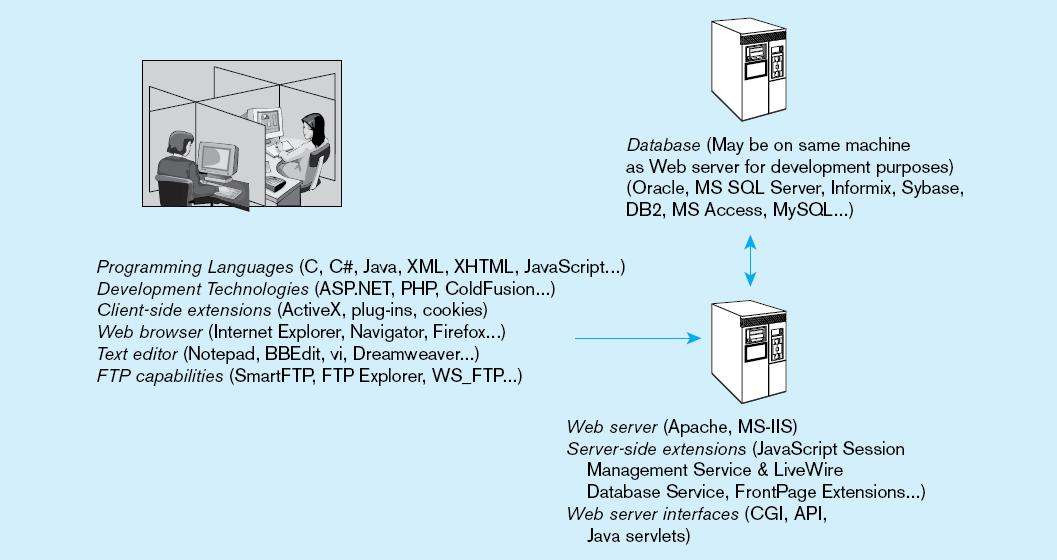 Database (May be on same machine
as Web server for development purposes)
(Oracle, MS SQL Server, Informix, Sybase,
DB2, MS Access, MySQL...)
Programming Languages (C, C#, Java, XML, XHTML, JavaScript...)
Development Technologies (ASP.NET, PHP, ColdFusion...)
Client-side extensions (ActiveX, plug-ins, cookies)
Web browser (Internet Explorer, Navigator, Firefox...)
Text editor (Notepad, BBEdit, vi, Dreamweaver...)
FTP capabilities (SmartFTP, FTP Explorer, WS_FTP...)
Web server (Apache, MS-IIS)
Server-side extensions (JavaScript Session
Management Service & LiveWire
Database Service, FrontPage Extensions...)
Web server interfaces (CGI, API,
Java servlets)